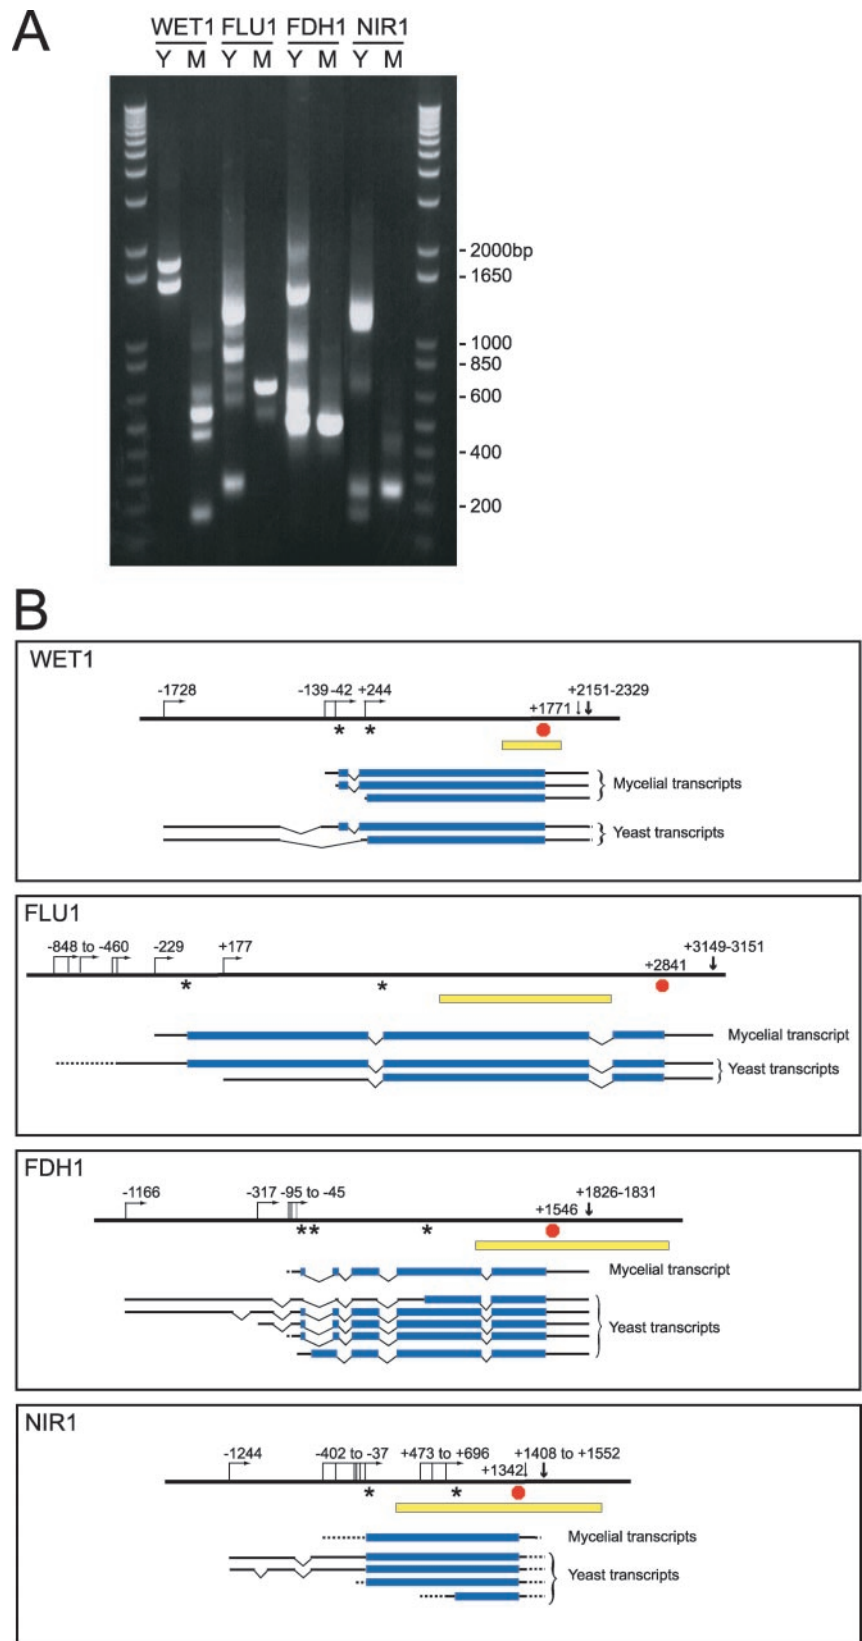 A
WET1 FLU1 FDH1 NIR1
Y M Y M Y M Y M
- 2000bp
- 1650
- 1000
- 850
- 600
- 400
- 200
B
WET1
-1728 -139 -42 +244 +2151-2329
+1771
* *
Mycelial transcripts
Yeast transcripts
FLU1
-848 to -460 -229 +177 +3149-3151
+2841
* *
Mycelial transcript
Yeast transcripts
FDH1
-1166 -317 -95 to -45 +1826-1831
+1546
** *
Mycelial transcript
Yeast transcripts
NIR1
-1244 -402 to -37 +473 to +696 +1408 to +1552
+1342
* *
Mycelial transcripts
Yeast transcripts